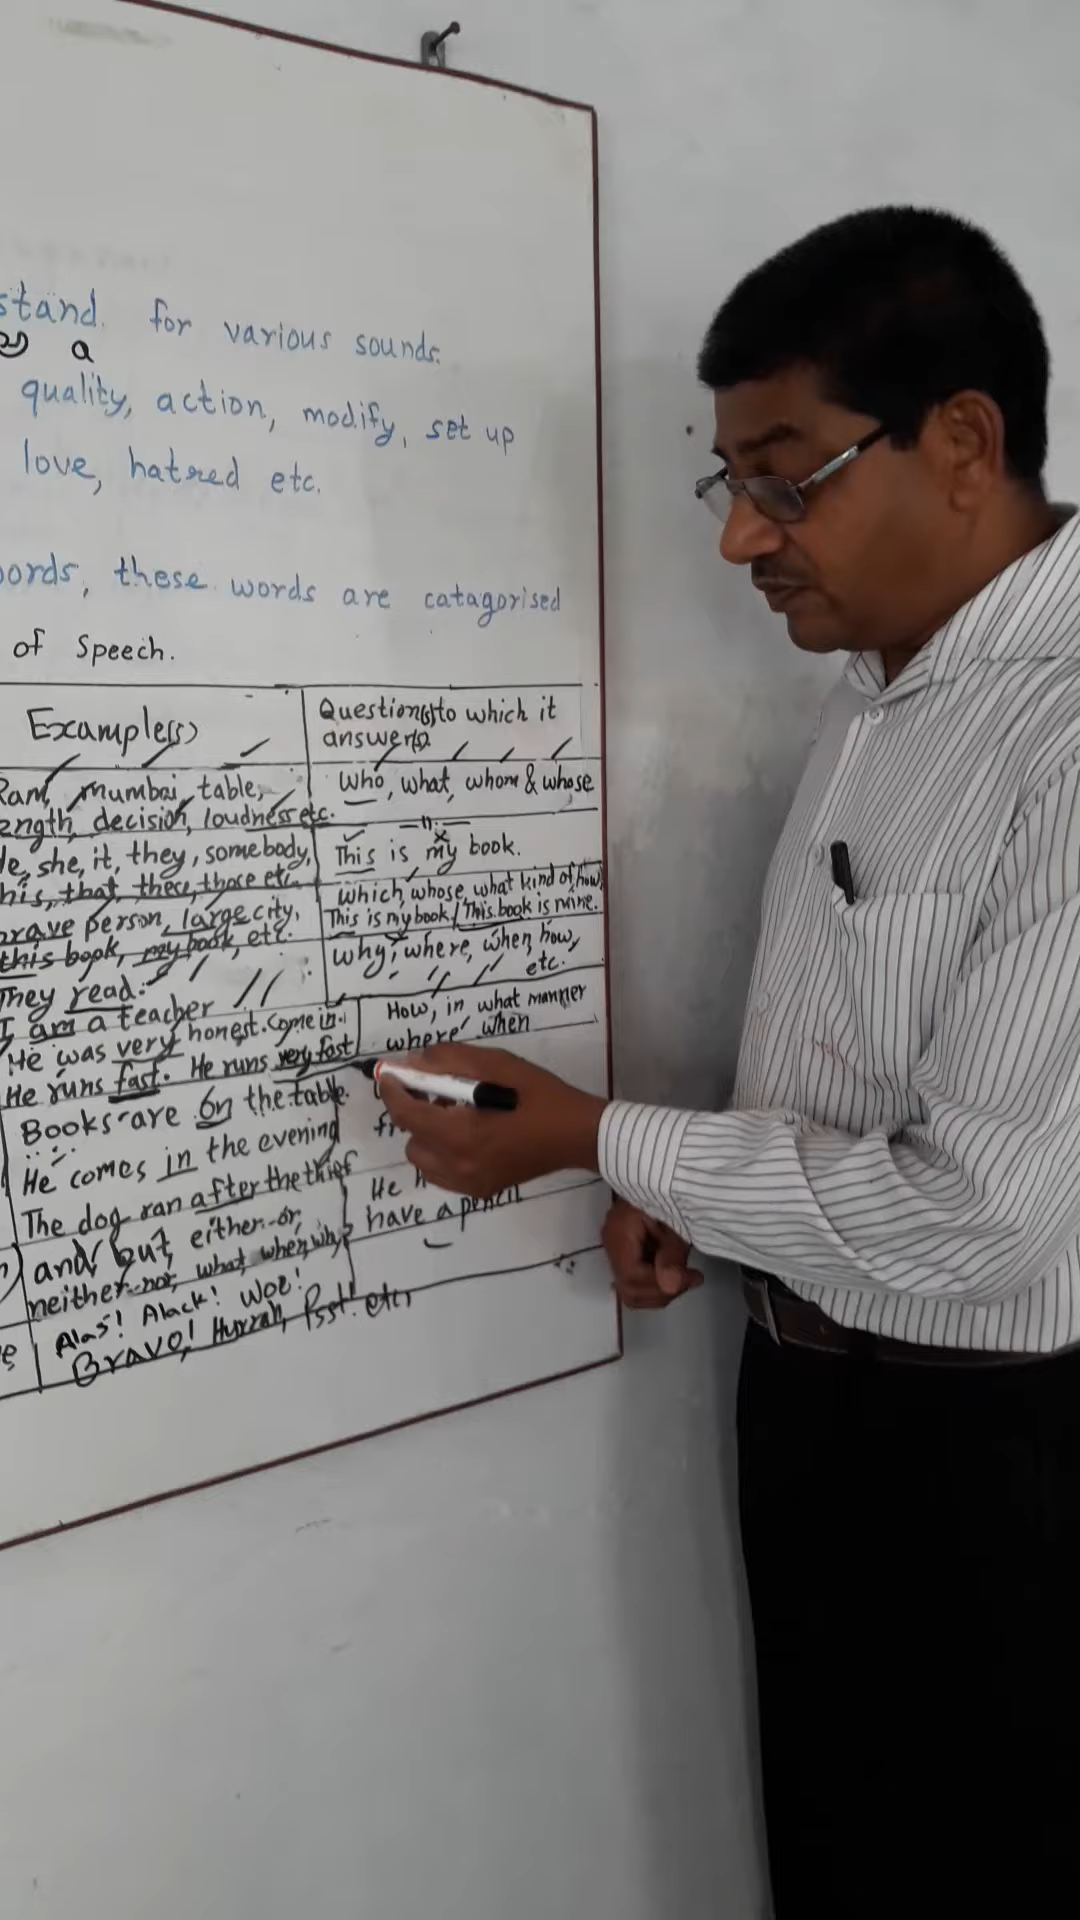 stand for various sounds.
a
quality, action, modify, set up
love, hatred etc.
ords, these words are catagorised
of Speech.
Example(s)
Question(s) to which it
answer(s)
Ram, mumbai, table,
ength, decision, loudness etc.
Who, what, whom & whose
He, she, it, they, somebody,
his, that, these, those etc.
This is my book.
brave person, large city,
this book, my book, etc.
which, whose, what kind of, how
This is my book / This book is mine.
They read.
I am a teacher
why, where, when, how,
etc.
He was very honest. Come in.
He runs fast. He runs very fast
How, in what manner
where when
Books are on the table.
He comes in the evening
The dog ran after the thief
and, but, either-or,
neither-nor, what, when, why
He h
have a pencil
Alas! Alack! Woe!
Bravo! Hurrah, Psst! etc.